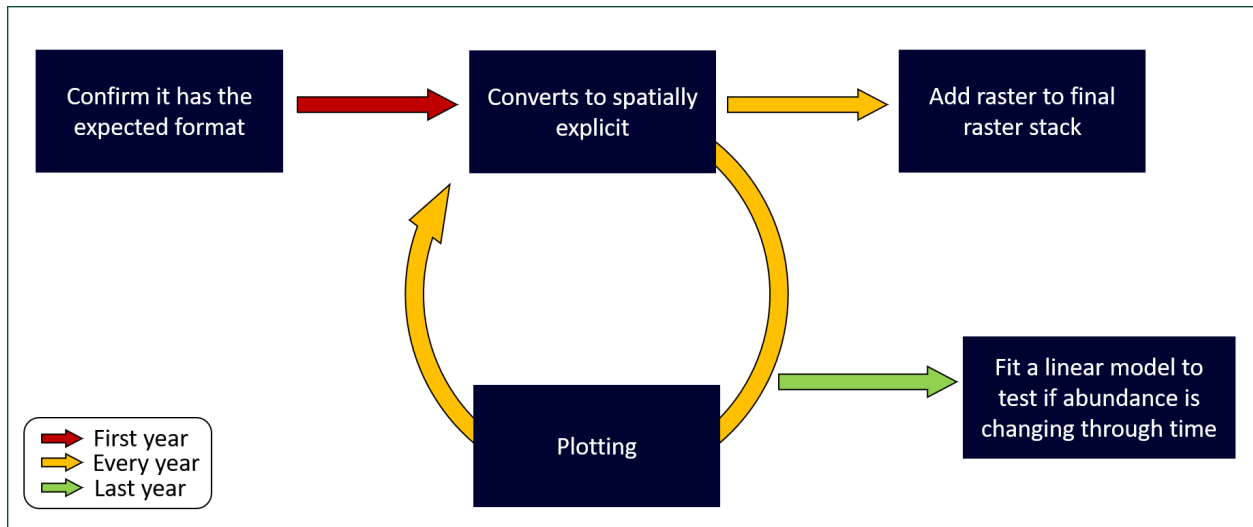 Confirm it has the
expected format
Converts to spatially
explicit
Add raster to final
raster stack
Fit a linear model to
test if abundance is
changing through time
Plotting
First year
Every year
Last year